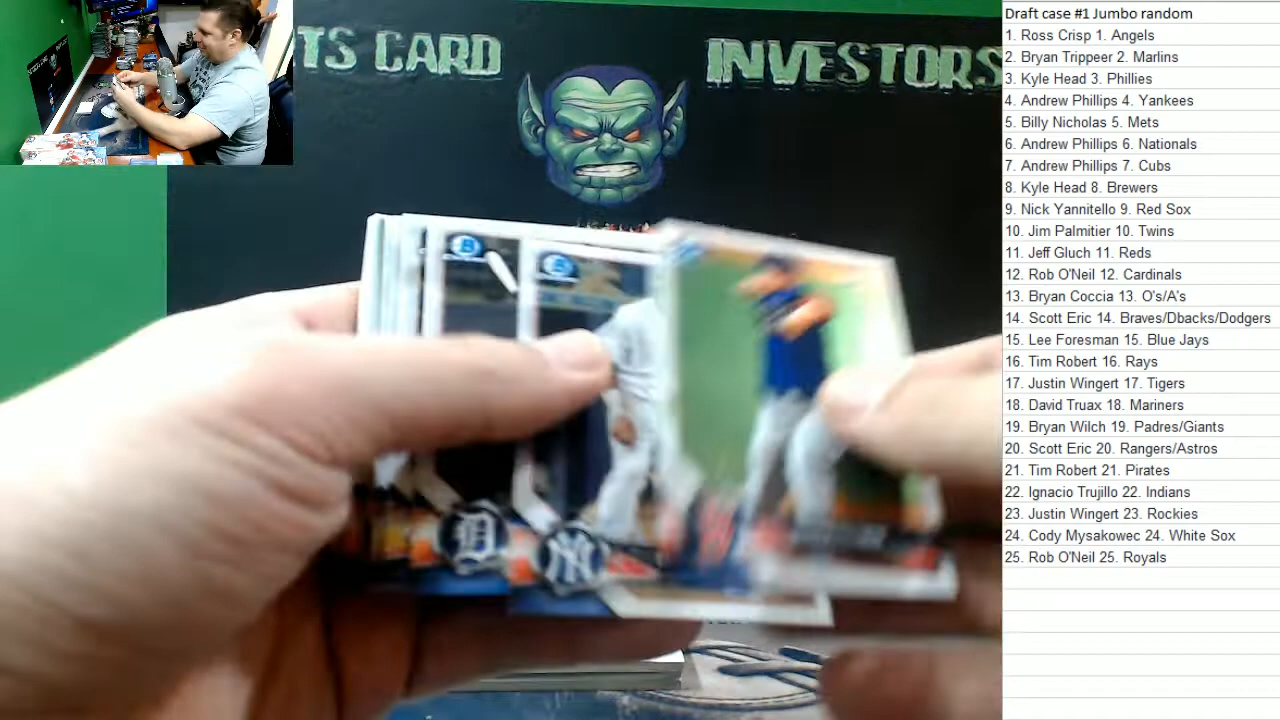 TS CARD
INVESTORS
Draft case #1 Jumbo random
1. Ross Crisp 1. Angels
2. Bryan Trippeer 2. Marlins
3. Kyle Head 3. Phillies
4. Andrew Phillips 4. Yankees
5. Billy Nicholas 5. Mets
6. Andrew Phillips 6. Nationals
7. Andrew Phillips 7. Cubs
8. Kyle Head 8. Brewers
9. Nick Yannitello 9. Red Sox
10. Jim Palmitier 10. Twins
11. Jeff Gluch 11. Reds
12. Rob O'Neil 12. Cardinals
13. Bryan Coccia 13. O's/A's
14. Scott Eric 14. Braves/Dbacks/Dodgers
15. Lee Foresman 15. Blue Jays
16. Tim Robert 16. Rays
17. Justin Wingert 17. Tigers
18. David Truax 18. Mariners
19. Bryan Wilch 19. Padres/Giants
20. Scott Eric 20. Rangers/Astros
21. Tim Robert 21. Pirates
22. Ignacio Trujillo 22. Indians
23. Justin Wingert 23. Rockies
24. Cody Mysakowec 24. White Sox
25. Rob O'Neil 25. Royals
B
B
D
NY